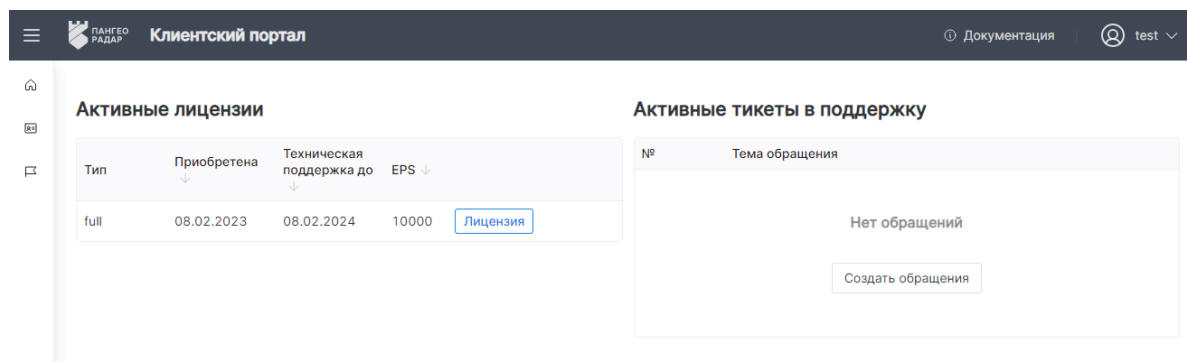 ПАНГЕО
РАДАР
Клиентский портал
Документация
test
Активные лицензии
Тип
Приобретена
Техническая
поддержка до
EPS
full
08.02.2023
08.02.2024
10000
Лицензия
Активные тикеты в поддержку
№
Тема обращения
Нет обращений
Создать обращения